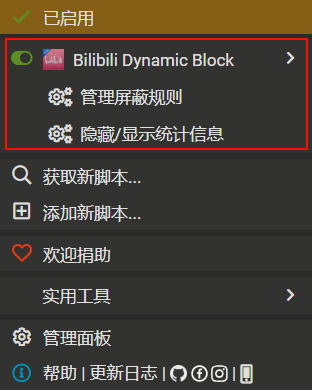 已启用
Bilibili Dynamic Block
管理屏蔽规则
隐藏/显示统计信息
获取新脚本...
添加新脚本...
欢迎捐助
实用工具
管理面板
帮助 | 更新日志 | |